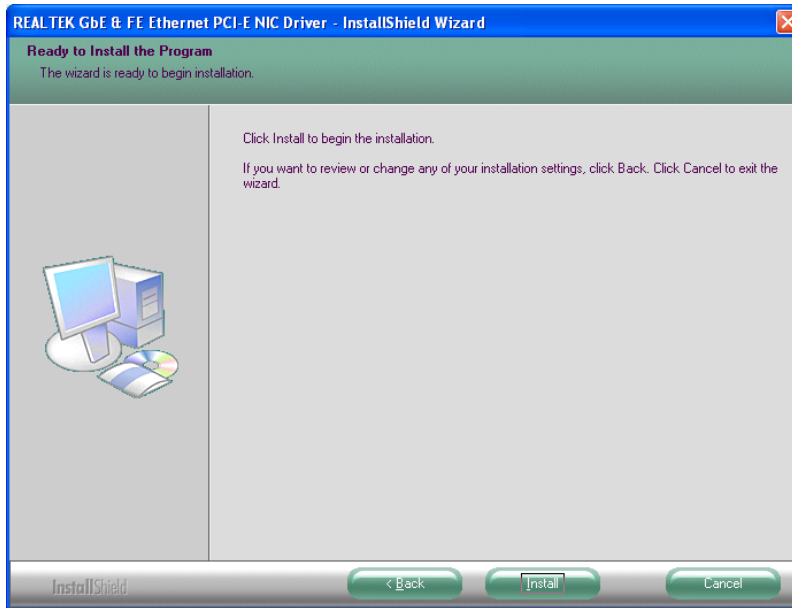 REALTEK GbE & FE Ethernet PCI-E NIC Driver - InstallShield Wizard
Ready to Install the Program
The wizard is ready to begin installation.
Click Install to begin the installation.
If you want to review or change any of your installation settings, click Back. Click Cancel to exit the
wizard.
InstallShield
< Back
Install
Cancel